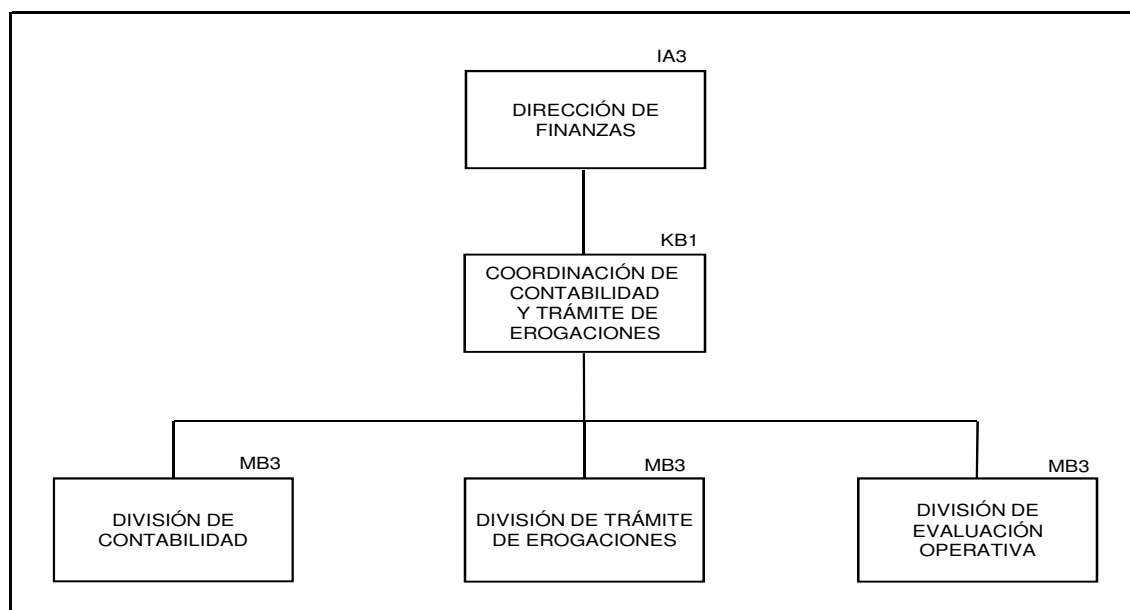 IA3
DIRECCIÓN DE
FINANZAS
KB1
COORDINACIÓN DE
CONTABILIDAD
Y TRÁMITE DE
EROGACIONES
MB3
DIVISIÓN DE
CONTABILIDAD
MB3
DIVISIÓN DE TRÁMITE
DE EROGACIONES
MB3
DIVISIÓN DE
EVALUACIÓN
OPERATIVA